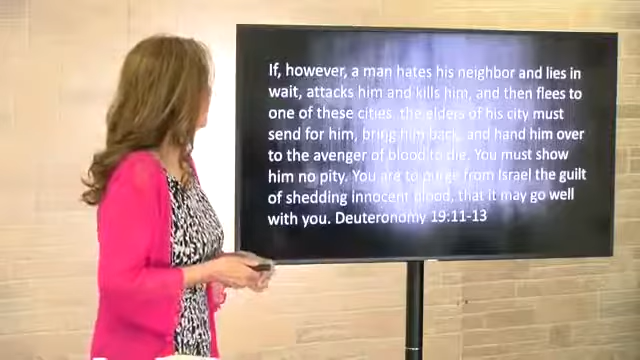 If, however, a man hates his neighbor and lies in
wait, attacks him and kills him, and then flees to
one of these cities, the elders of his city must
send for him, bring him back, and hand him over
to the avenger of blood to die. You must show
him no pity. You are to purge from Israel the guilt
of shedding innocent blood, that it may go well
with you. Deuteronomy 19:11-13